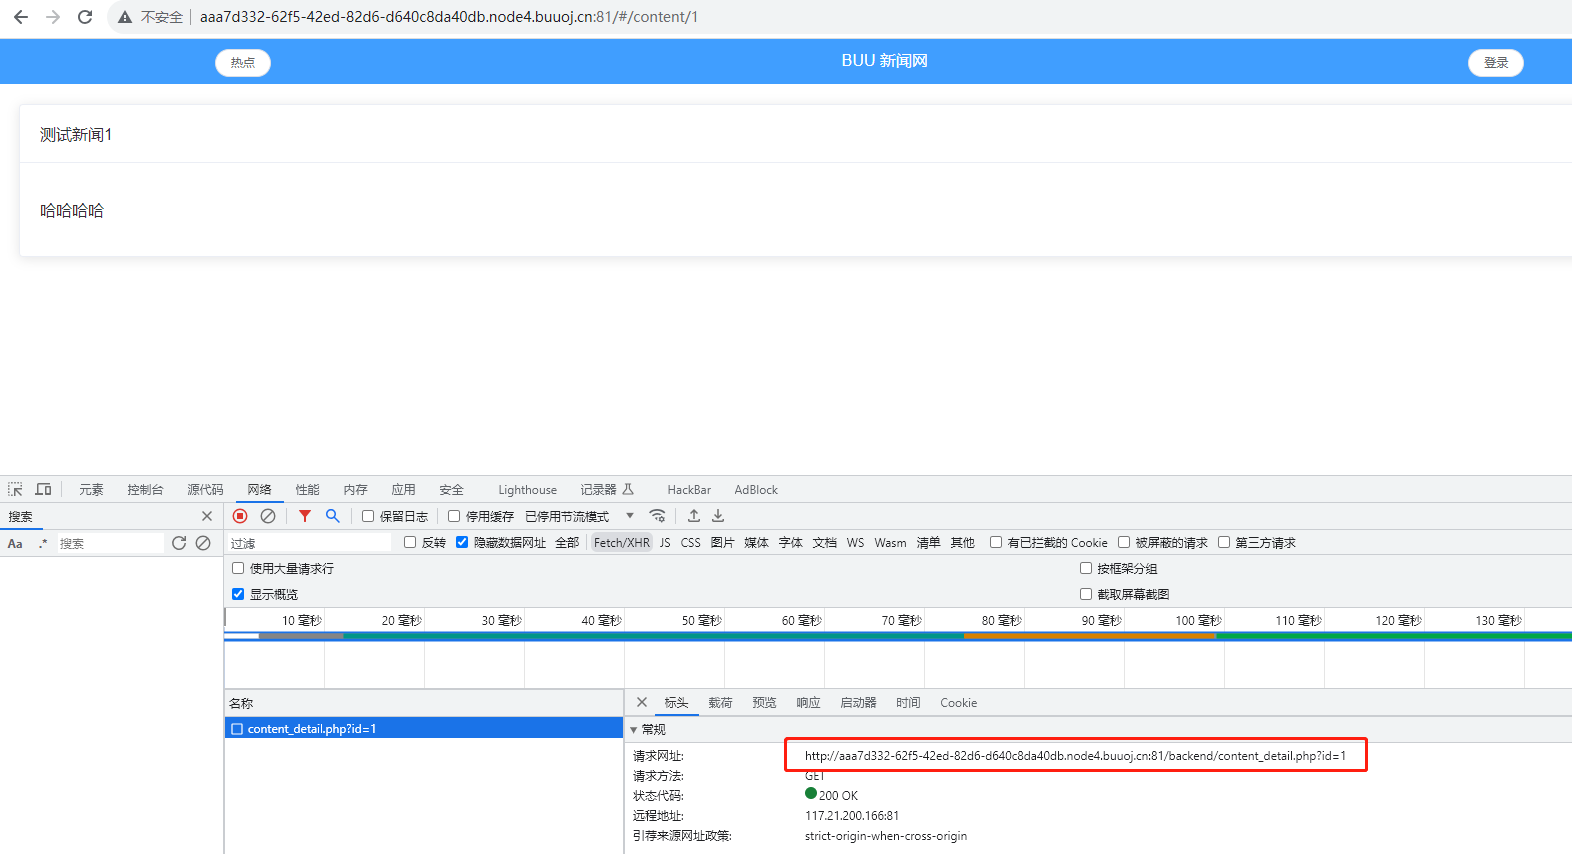 不安全 aaa7d332-62f5-42ed-82d6-d640c8da40db.node4.buuoj.cn:81/#/content/1
热点 BUU 新闻网 登录
测试新闻1
哈哈哈哈
元素 控制台 源代码 网络 性能 内存 应用 安全 Lighthouse 记录器 HackBar AdBlock
搜索 保留日志 停用缓存 已停用节流模式
Aa .* 搜索 过滤 反转 隐藏数据网址 全部 Fetch/XHR JS CSS 图片 媒体 字体 文档 WS Wasm 清单 其他 有已拦截的 Cookie 被屏蔽的请求 第三方请求
使用大量请求行 按框架分组
显示概览 截取屏幕截图
10 毫秒 20 毫秒 30 毫秒 40 毫秒 50 毫秒 60 毫秒 70 毫秒 80 毫秒 90 毫秒 100 毫秒 110 毫秒 120 毫秒 130 毫秒
名称 标头 载荷 预览 响应 启动器 时间 Cookie
content_detail.php?id=1 常规
请求网址: http://aaa7d332-62f5-42ed-82d6-d640c8da40db.node4.buuoj.cn:81/backend/content_detail.php?id=1
请求方法: GET
状态代码: 200 OK
远程地址: 117.21.200.166:81
引荐来源网址政策: strict-origin-when-cross-origin